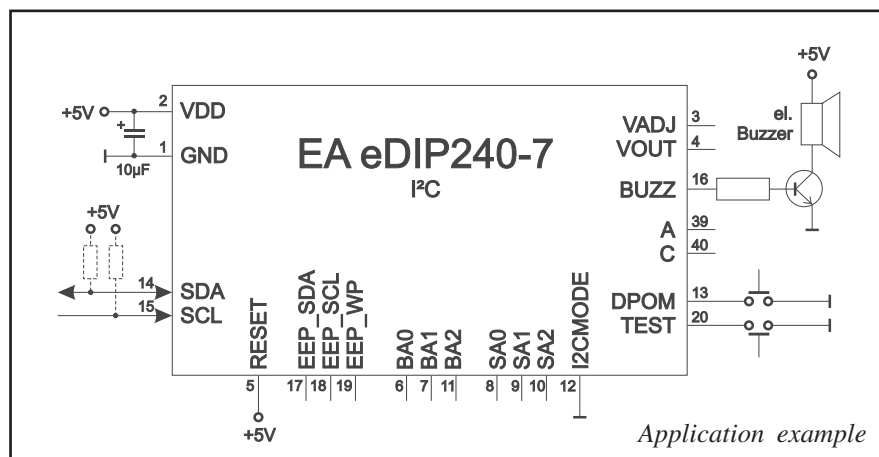 +5V
2
VDD
+
1
GND
10µF
+5V
14
SDA
15
SCL
EA eDIP240-7
I²C
VADJ
3
VOUT
4
BUZZ
16
A
39
C
40
DPOM
13
TEST
20
+5V
el.
Buzzer
RESET
EEP_SDA
EEP_SCL
EEP_WP
BA0
BA1
BA2
SA0
SA1
SA2
I2CMODE
5
17
18
19
6
7
11
8
9
10
12
+5V
Application example